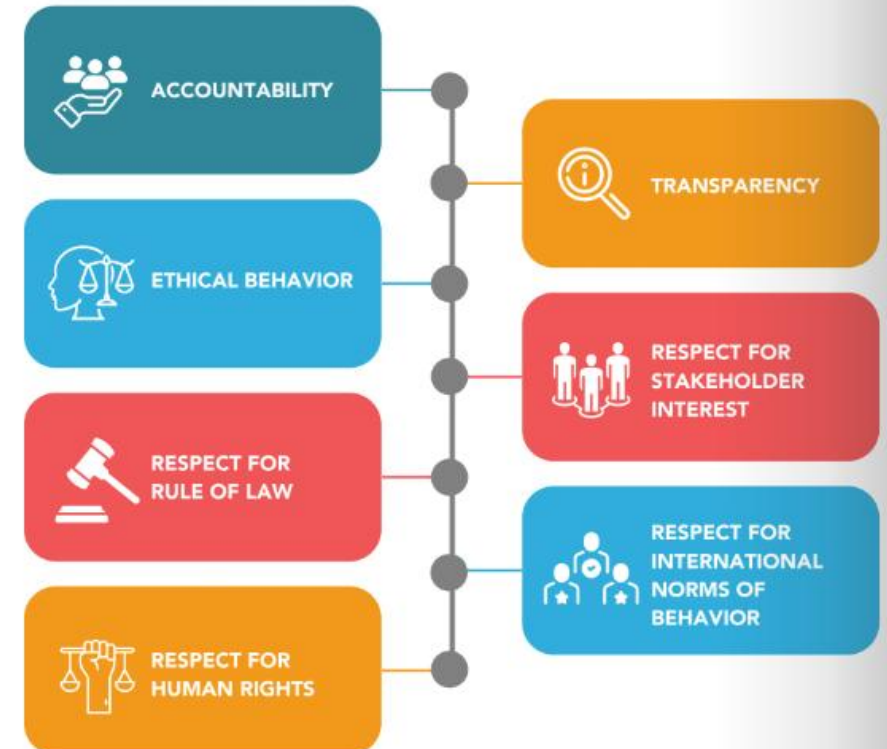 ACCOUNTABILITY
TRANSPARENCY
ETHICAL BEHAVIOR
RESPECT FOR
STAKEHOLDER
INTEREST
RESPECT FOR
RULE OF LAW
RESPECT FOR
INTERNATIONAL
NORMS OF
BEHAVIOR
RESPECT FOR
HUMAN RIGHTS